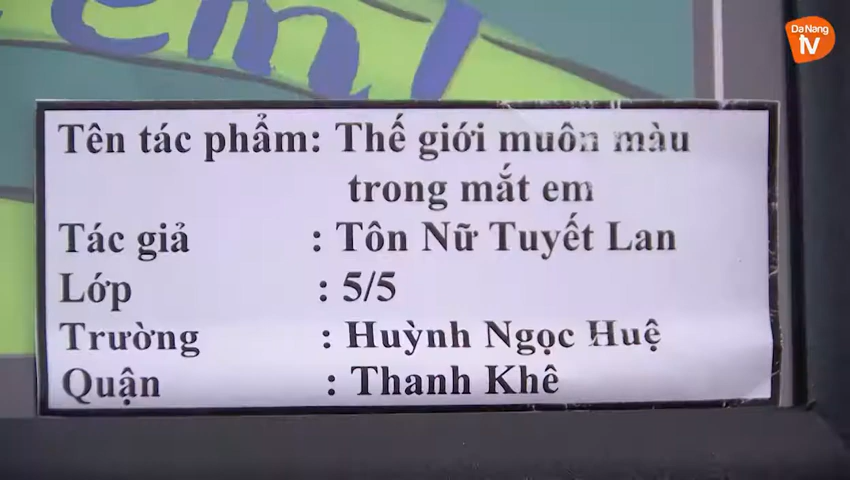 em!
Da Nang
tv
Tên tác phẩm: Thế giới muôn màu
trong mắt em
Tác giả : Tôn Nữ Tuyết Lan
Lớp : 5/5
Trường : Huỳnh Ngọc Huệ
Quận : Thanh Khê